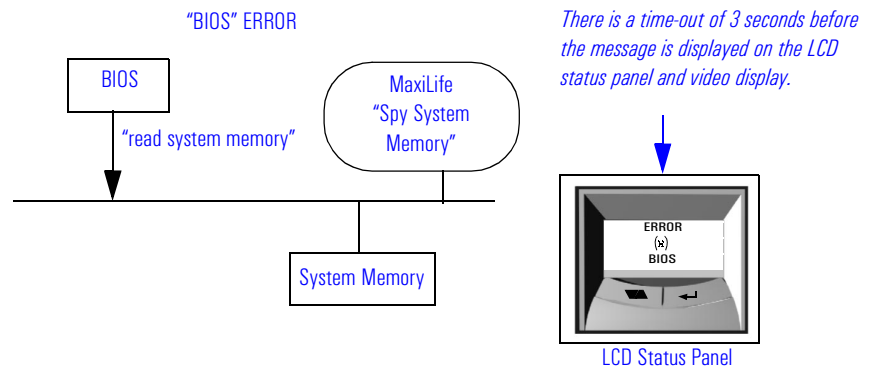 “BIOS” ERROR
There is a time-out of 3 seconds before
the message is displayed on the LCD
status panel and video display.
BIOS
MaxiLife
“Spy System
Memory”
“read system memory”
ERROR
(x)
BIOS
System Memory
LCD Status Panel